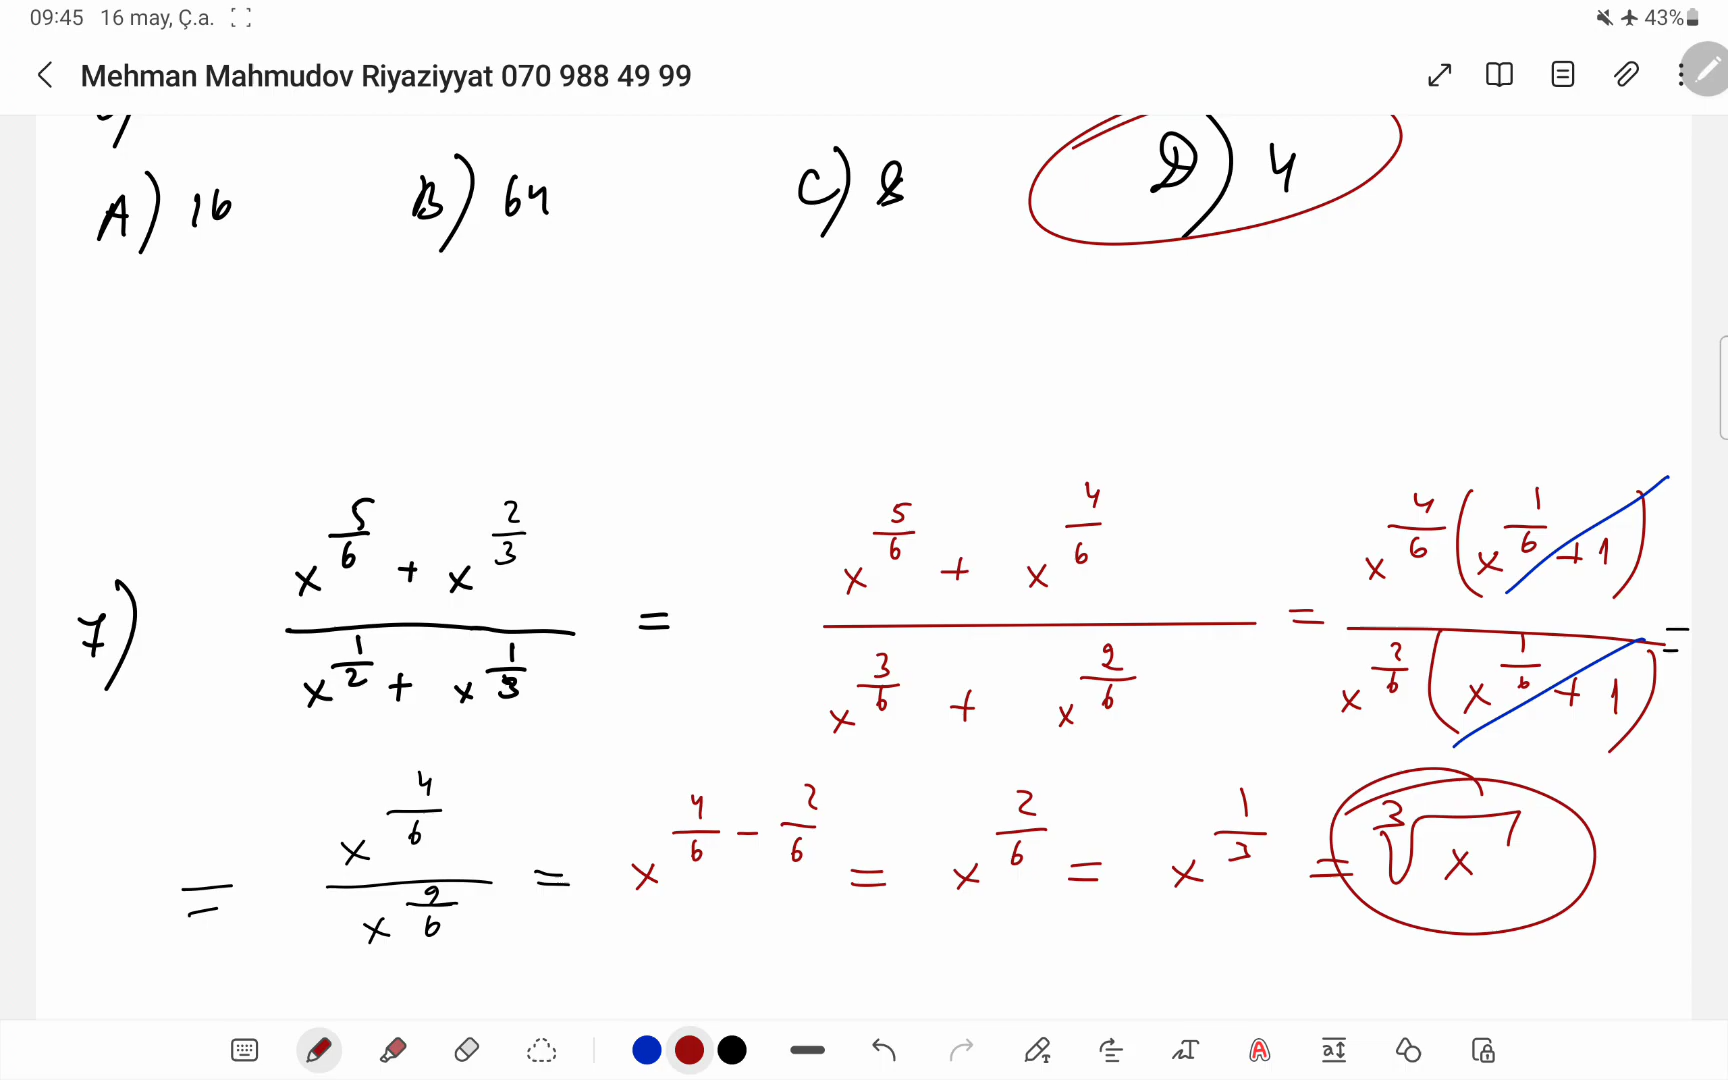 09:45 16 may, Ç.a. 43%
Mehman Mahmudov Riyaziyyat 070 988 49 99
A) 16 B) 64 C) 8 D) 4
7) (x^(5/6) + x^(2/3)) / (x^(1/2) + x^(1/3)) = (x^(5/6) + x^(4/6)) / (x^(3/6) + x^(2/6)) = (x^(4/6) (x^(1/6) + 1)) / (x^(2/6) (x^(1/6) + 1)) =
= x^(4/6) / x^(2/6) = x^(4/6 - 2/6) = x^(2/6) = x^(1/3) = ∛x